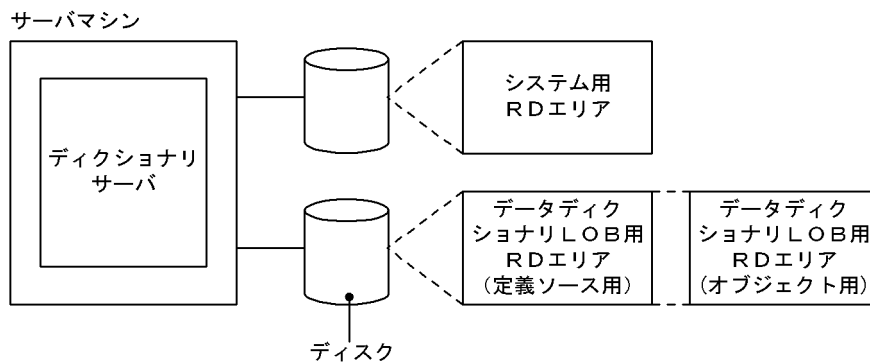 サーバマシン
システム用
RDエリア
ディクショナリ
サーバ
データディク
ショナリLOB用
RDエリア
(定義ソース用)
データディク
ショナリLOB用
RDエリア
(オブジェクト用)
ディスク